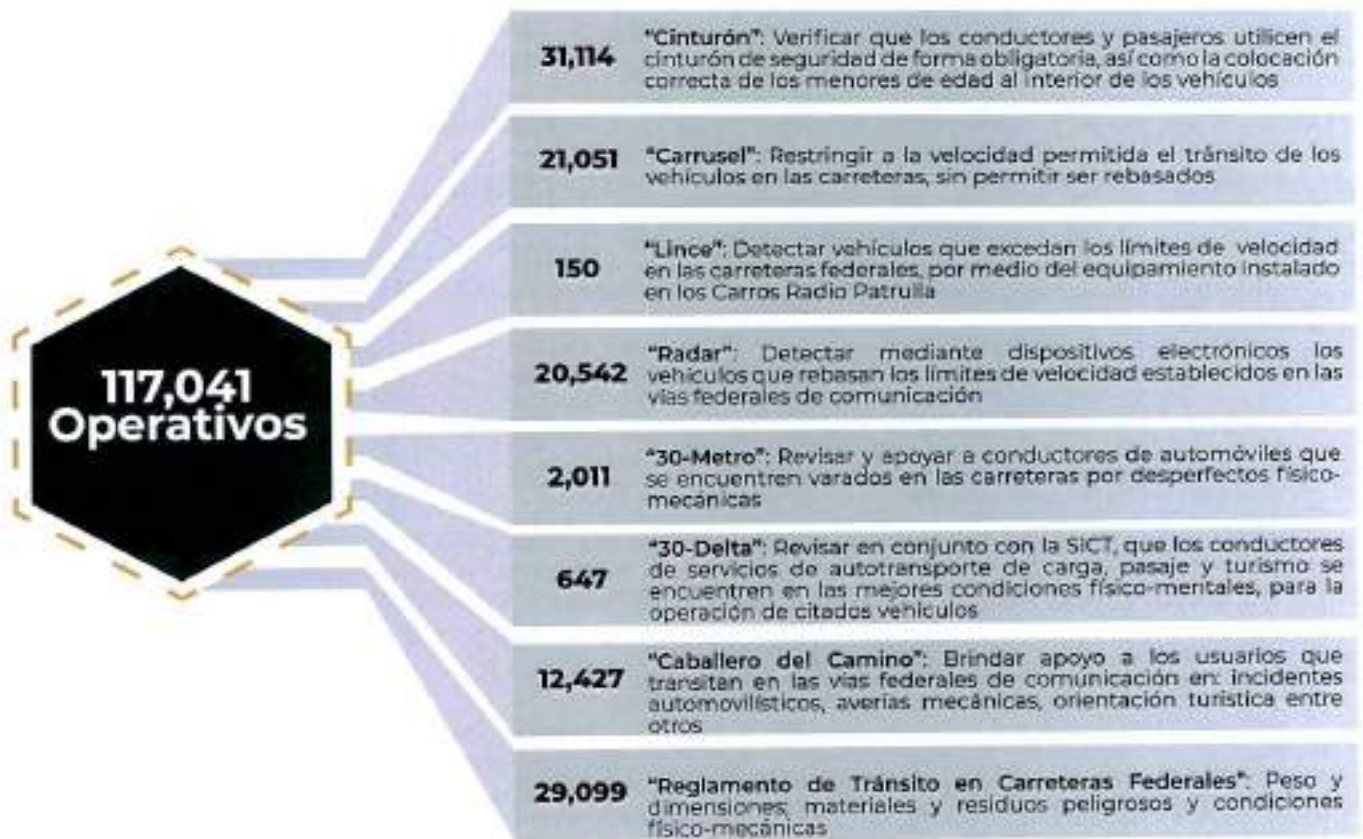 117,041
Operativos
31,114
"Cinturón": Verificar que los conductores y pasajeros utilicen el
cinturón de seguridad de forma obligatoria, así como la colocación
correcta de los menores de edad al interior de los vehículos
21,051
"Carrusel": Restringir a la velocidad permitida el tránsito de los
vehículos en las carreteras, sin permitir ser rebasados
150
"Lince": Detectar vehículos que excedan los límites de velocidad
en las carreteras federales, por medio del equipamiento instalado
en los Carros Radio Patrulla
20,542
"Radar": Detectar mediante dispositivos electrónicos los
vehículos que rebasan los límites de velocidad establecidos en las
vías federales de comunicación
2,011
"30-Metro": Revisar y apoyar a conductores de automóviles que
se encuentren varados en las carreteras por desperfectos físico-
mecánicas
647
"30-Delta": Revisar en conjunto con la SICT, que los conductores
de servicios de autotransporte de carga, pasaje y turismo se
encuentren en las mejores condiciones físico-mentales, para la
operación de citados vehículos
12,427
"Caballero del Camino": Brindar apoyo a los usuarios que
transitan en las vías federales de comunicación en: incidentes
automovilísticos, averías mecánicas, orientación turística entre
otros
29,099
"Reglamento de Tránsito en Carreteras Federales": Peso y
dimensiones; materiales y residuos peligrosos y condiciones
físico-mecánicas